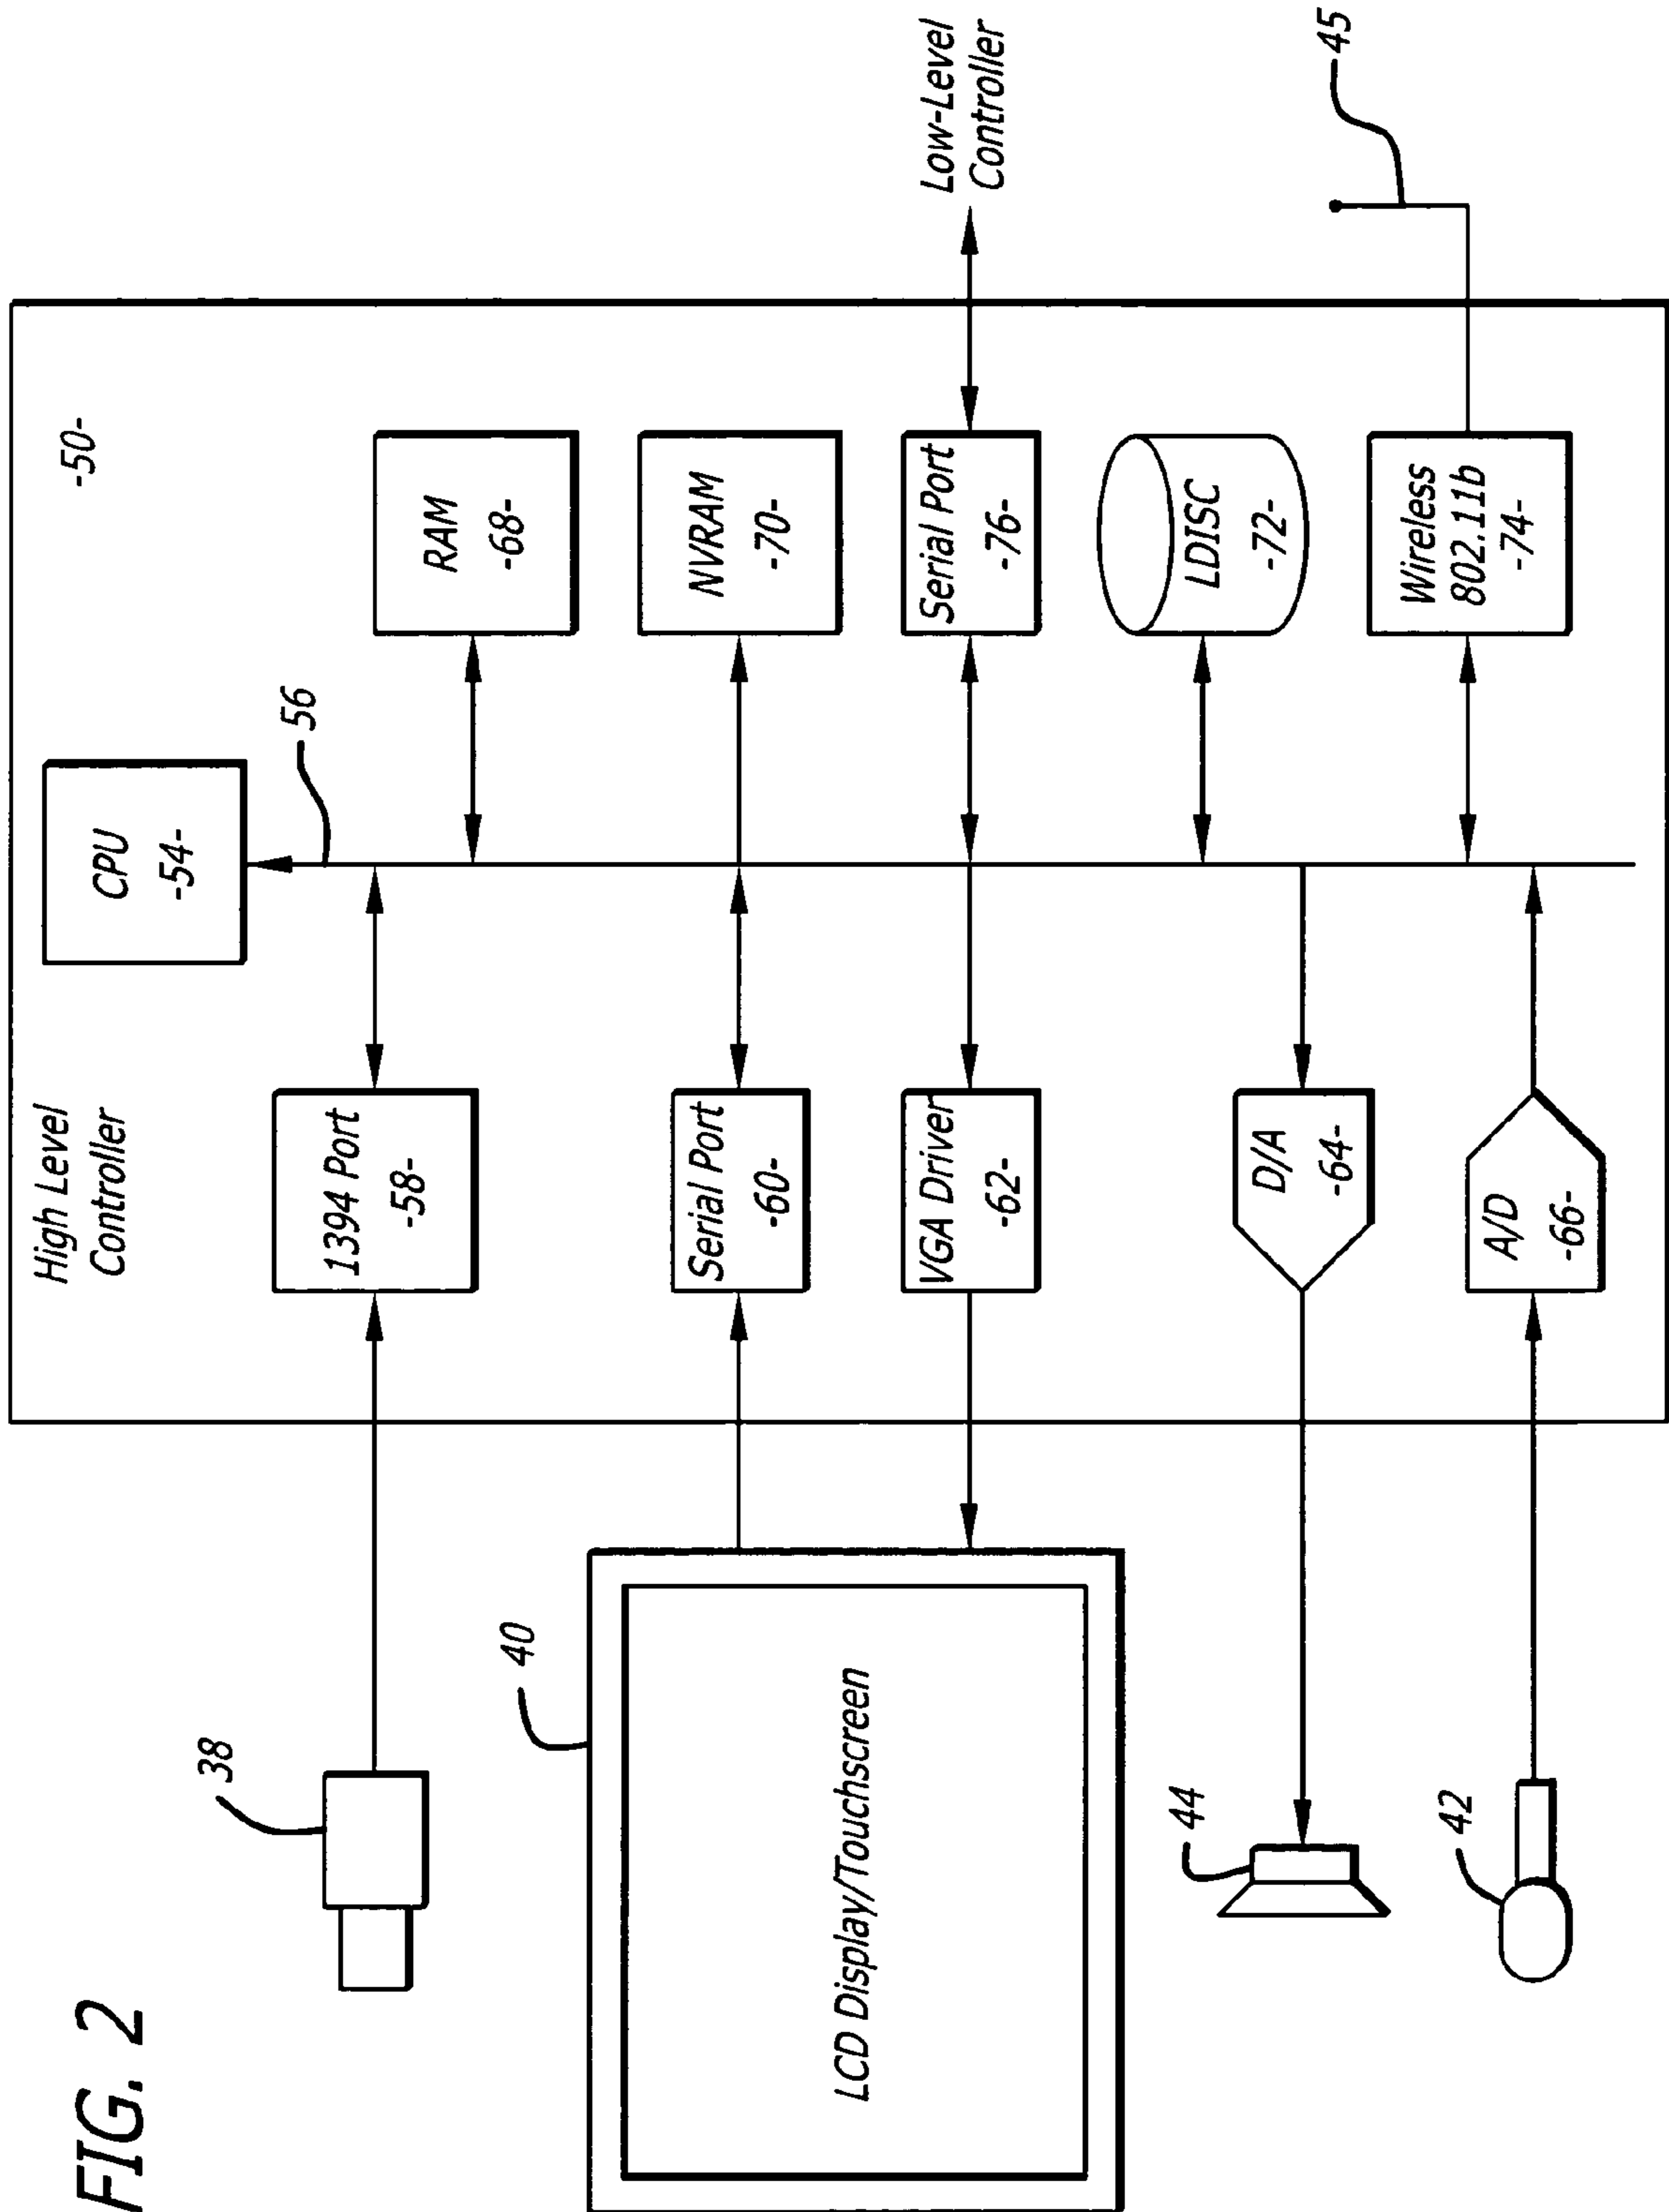 FIG. 2
High Level
Controller
-50-
CPU
-54-
56
38
1394 Port
-58-
RAM
-68-
40
LCD Display/Touchscreen
Serial Port
-60-
NVRAM
-70-
VGA Driver
-62-
Serial Port
-76-
Low-Level
Controller
44
D/A
-64-
LDISC
-72-
42
A/D
-66-
Wireless
802.11b
-74-
45